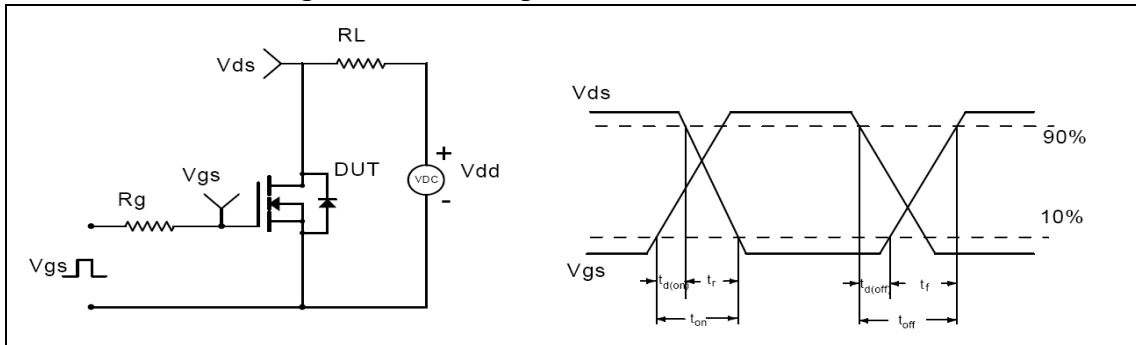 RL
Vds
Vgs
DUT
Rg
VDC
+
Vdd
-
Vgs
Vds
90%
10%
Vgs
td(on)
tr
td(off)
tf
ton
toff